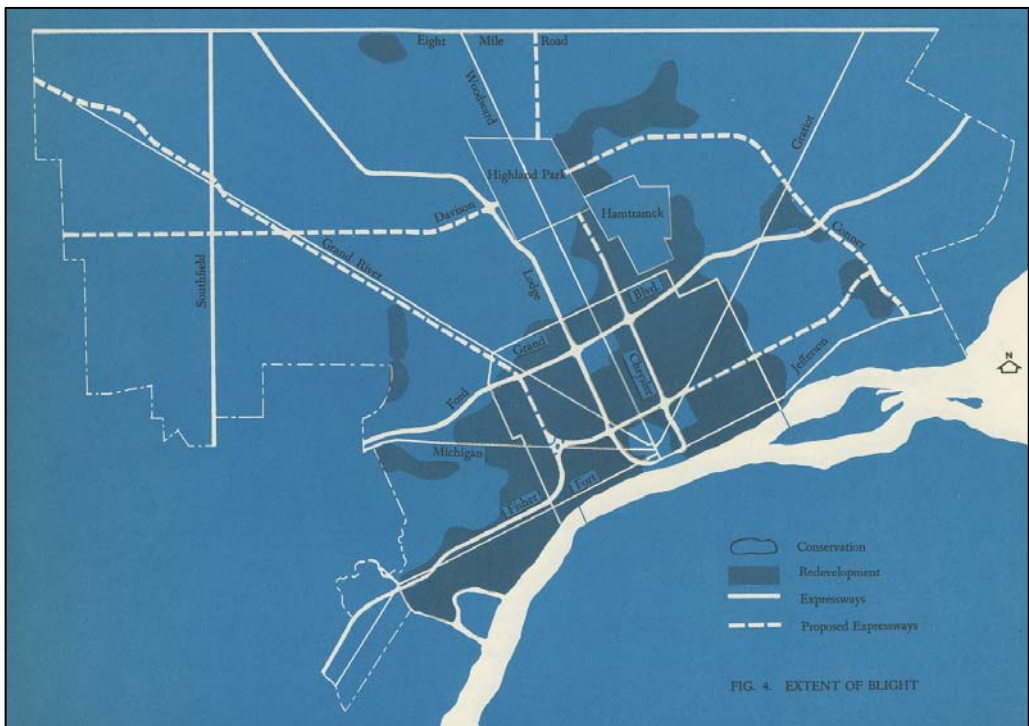 Eight Mile Road
Woodward
Gratiot
Highland Park
Hamtramck
Davison
Conner
Grand River
Southfield
Lodge
Blvd
Grand
Chrysler
Jefferson
N
Ford
Michigan
Fisher
Fort
Conservation
Redevelopment
Expressways
Proposed Expressways
FIG. 4. EXTENT OF BLIGHT